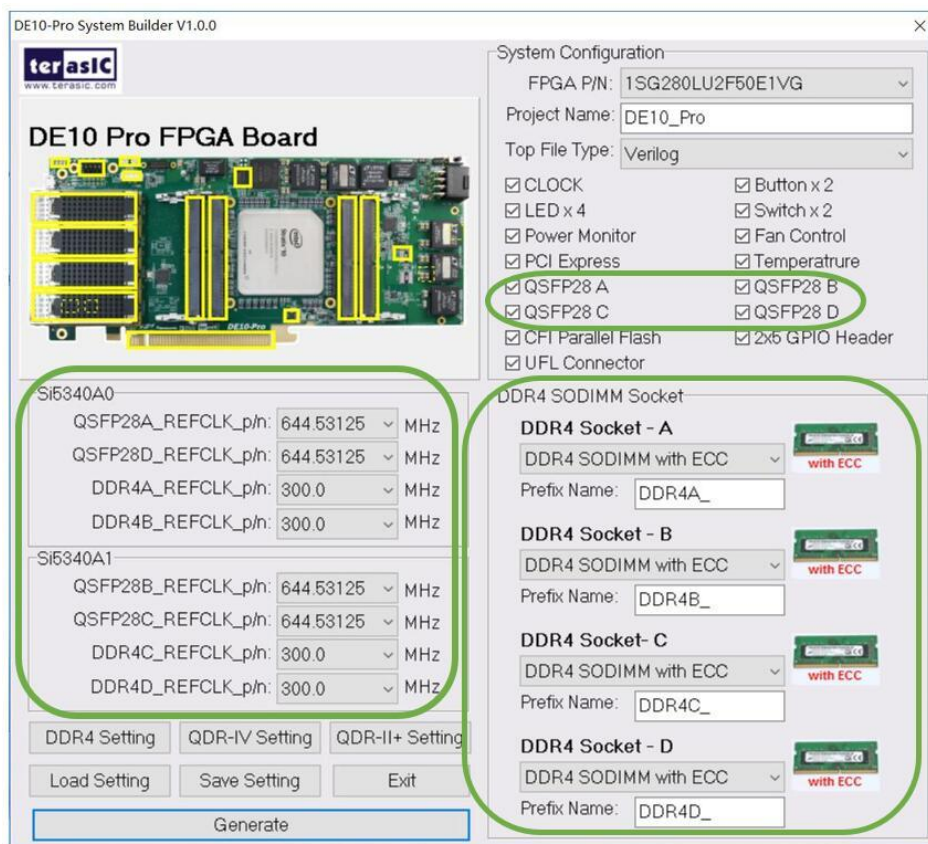 DE10-Pro System Builder V1.0.0
terasic
www.terasic.com
DE10 Pro FPGA Board
DE10-Pro
System Configuration
FPGA P/N: 1SG280LU2F50E1VG
Project Name: DE10_Pro
Top File Type: Verilog
CLOCK Button x 2
LED x 4 Switch x 2
Power Monitor Fan Control
PCI Express Temperatrure
QSFP28 A QSFP28 B
QSFP28 C QSFP28 D
CFI Parallel Flash 2x5 GPIO Header
UFL Connector
Si5340A0
QSFP28A_REFCLK_p/n: 644.53125 MHz
QSFP28D_REFCLK_p/n: 644.53125 MHz
DDR4A_REFCLK_p/n: 300.0 MHz
DDR4B_REFCLK_p/n: 300.0 MHz
Si5340A1
QSFP28B_REFCLK_p/n: 644.53125 MHz
QSFP28C_REFCLK_p/n: 644.53125 MHz
DDR4C_REFCLK_p/n: 300.0 MHz
DDR4D_REFCLK_p/n: 300.0 MHz
DDR4 Setting QDR-IV Setting QDR-II+ Setting
Load Setting Save Setting Exit
Generate
DDR4 SODIMM Socket
DDR4 Socket - A
DDR4 SODIMM with ECC
with ECC
Prefix Name: DDR4A_
DDR4 Socket - B
DDR4 SODIMM with ECC
with ECC
Prefix Name: DDR4B_
DDR4 Socket- C
DDR4 SODIMM with ECC
with ECC
Prefix Name: DDR4C_
DDR4 Socket - D
DDR4 SODIMM with ECC
with ECC
Prefix Name: DDR4D_